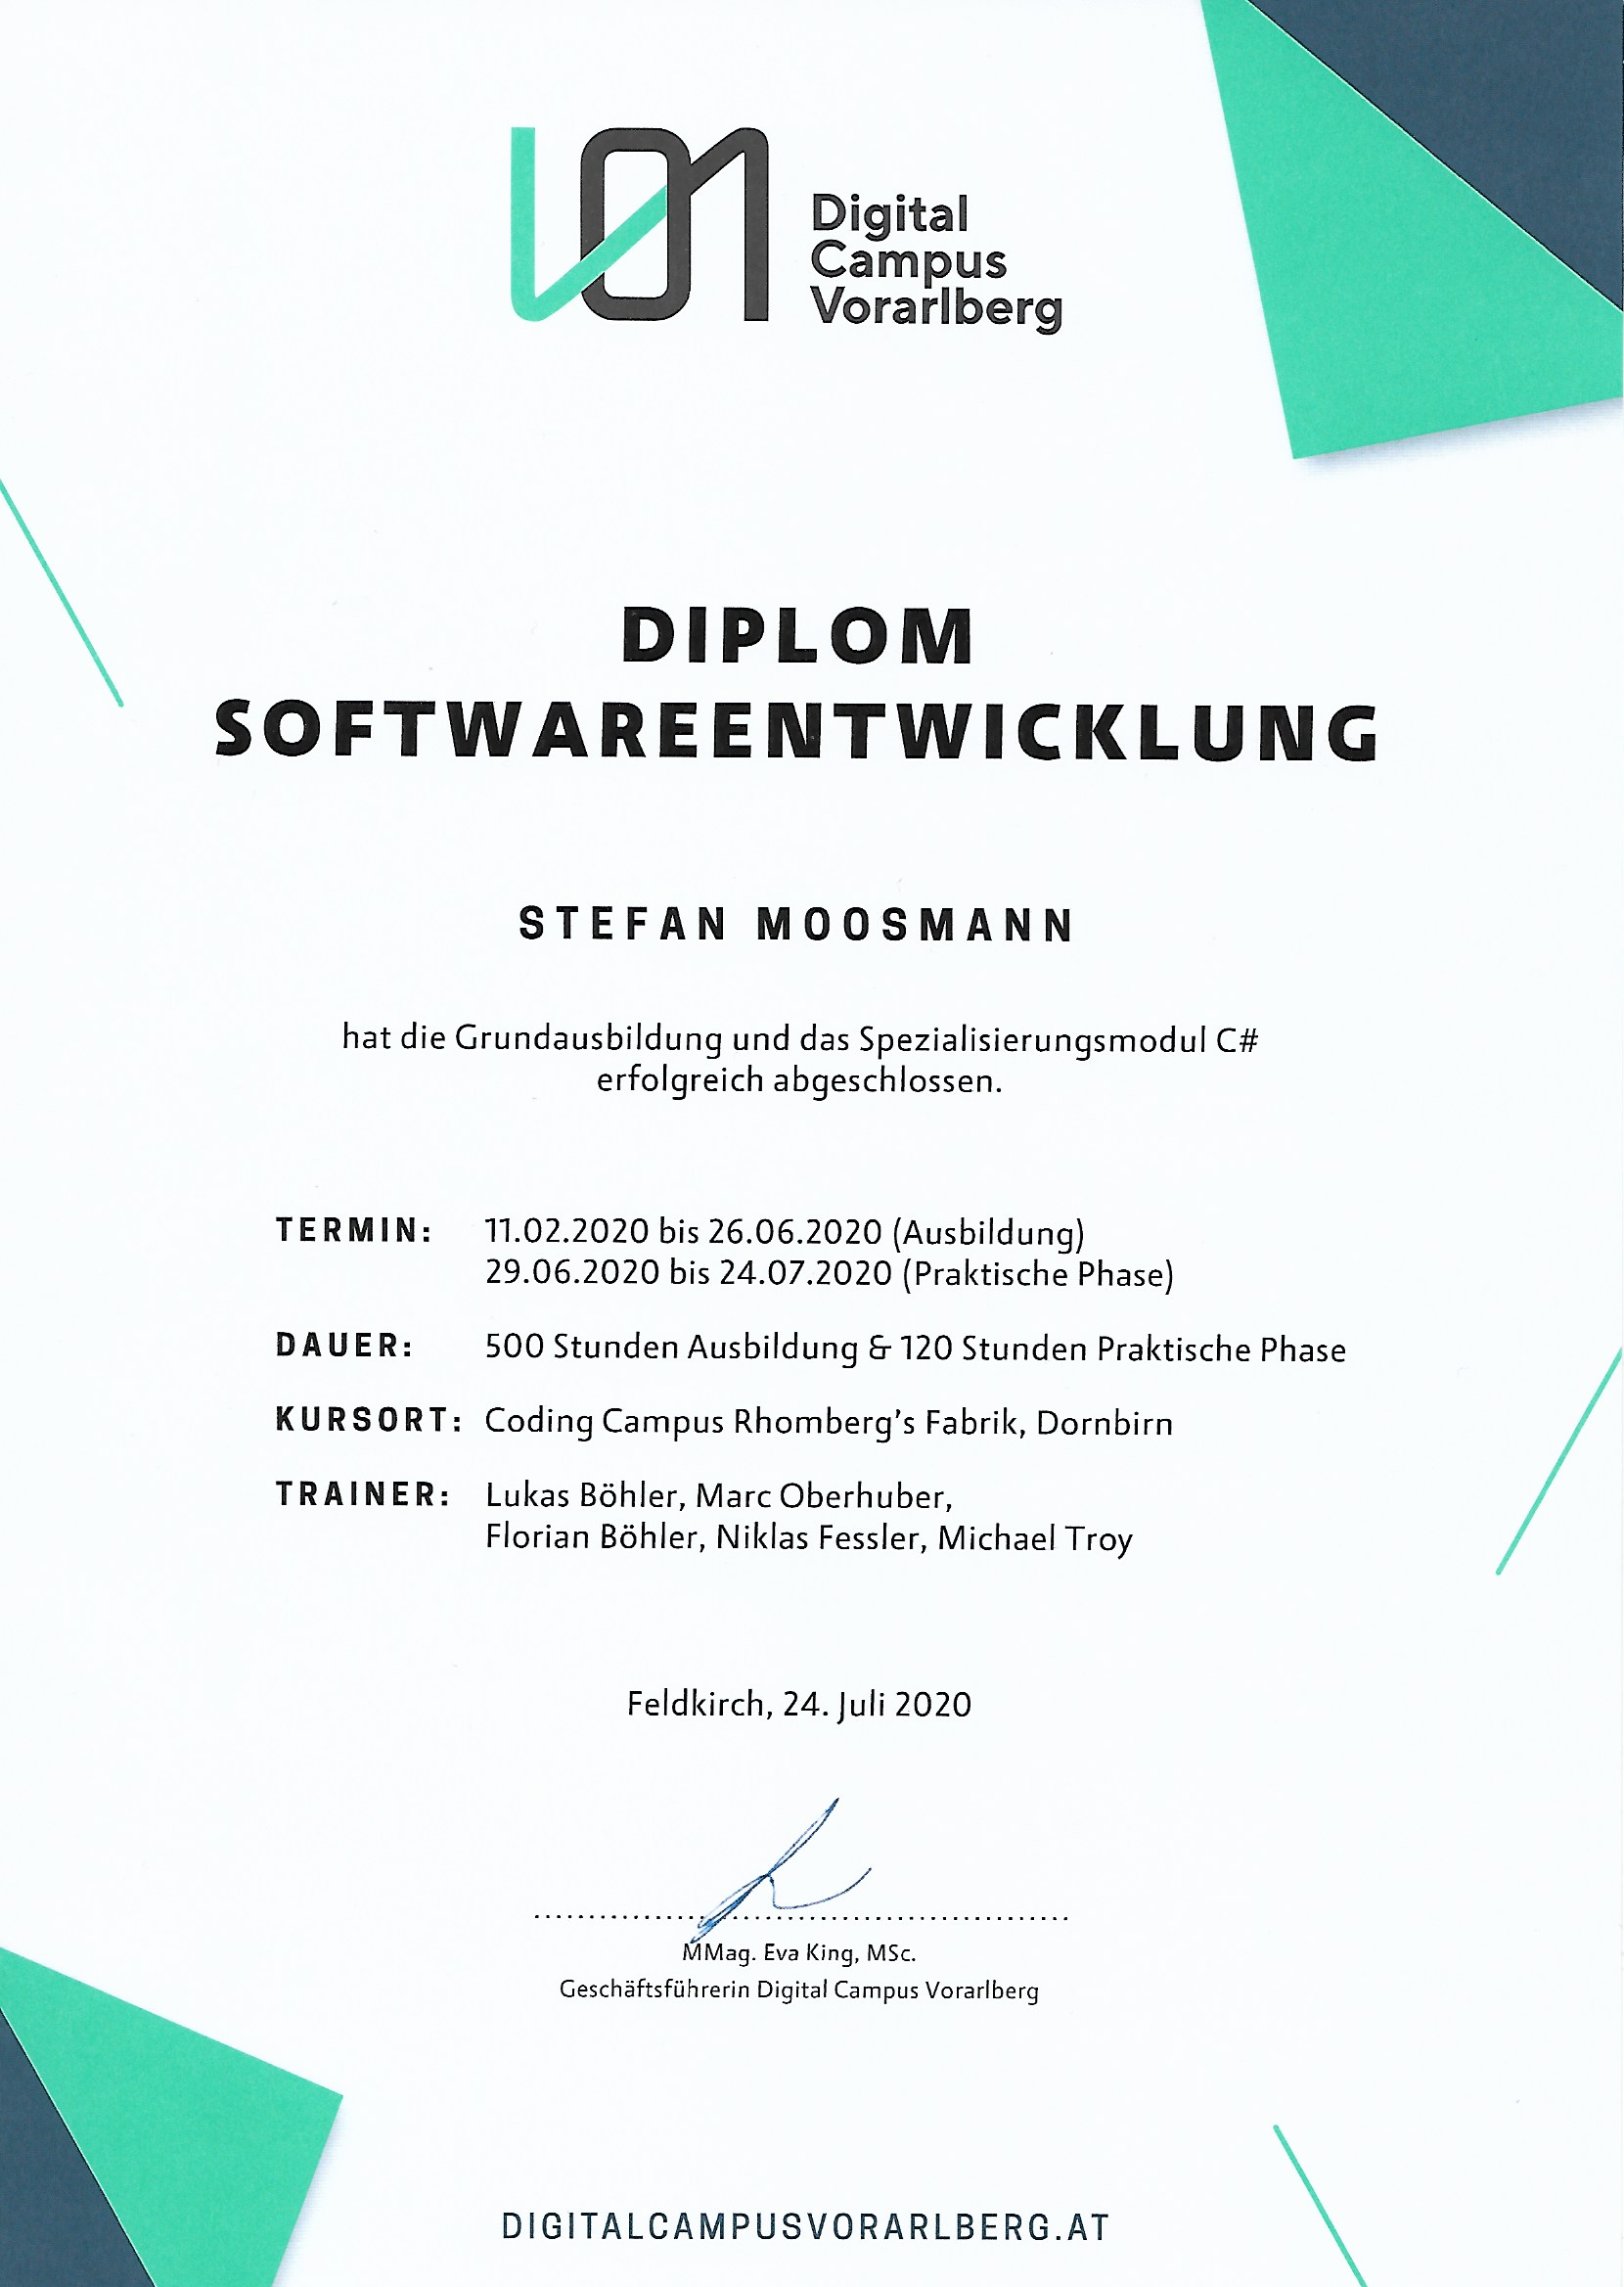 Digital
Campus
Vorarlberg
DIPLOM
SOFTWAREENTWICKLUNG
STEFAN MOOSMANN
hat die Grundausbildung und das Spezialisierungsmodul C#
erfolgreich abgeschlossen.
TERMIN: 11.02.2020 bis 26.06.2020 (Ausbildung)
29.06.2020 bis 24.07.2020 (Praktische Phase)
DAUER: 500 Stunden Ausbildung & 120 Stunden Praktische Phase
KURSORT: Coding Campus Rhomberg's Fabrik, Dornbirn
TRAINER: Lukas Böhler, Marc Oberhuber,
Florian Böhler, Niklas Fessler, Michael Troy
Feldkirch, 24. Juli 2020
MMag. Eva King, MSc.
Geschäftsführerin Digital Campus Vorarlberg
DIGITALCAMPUSVORARLBERG.AT